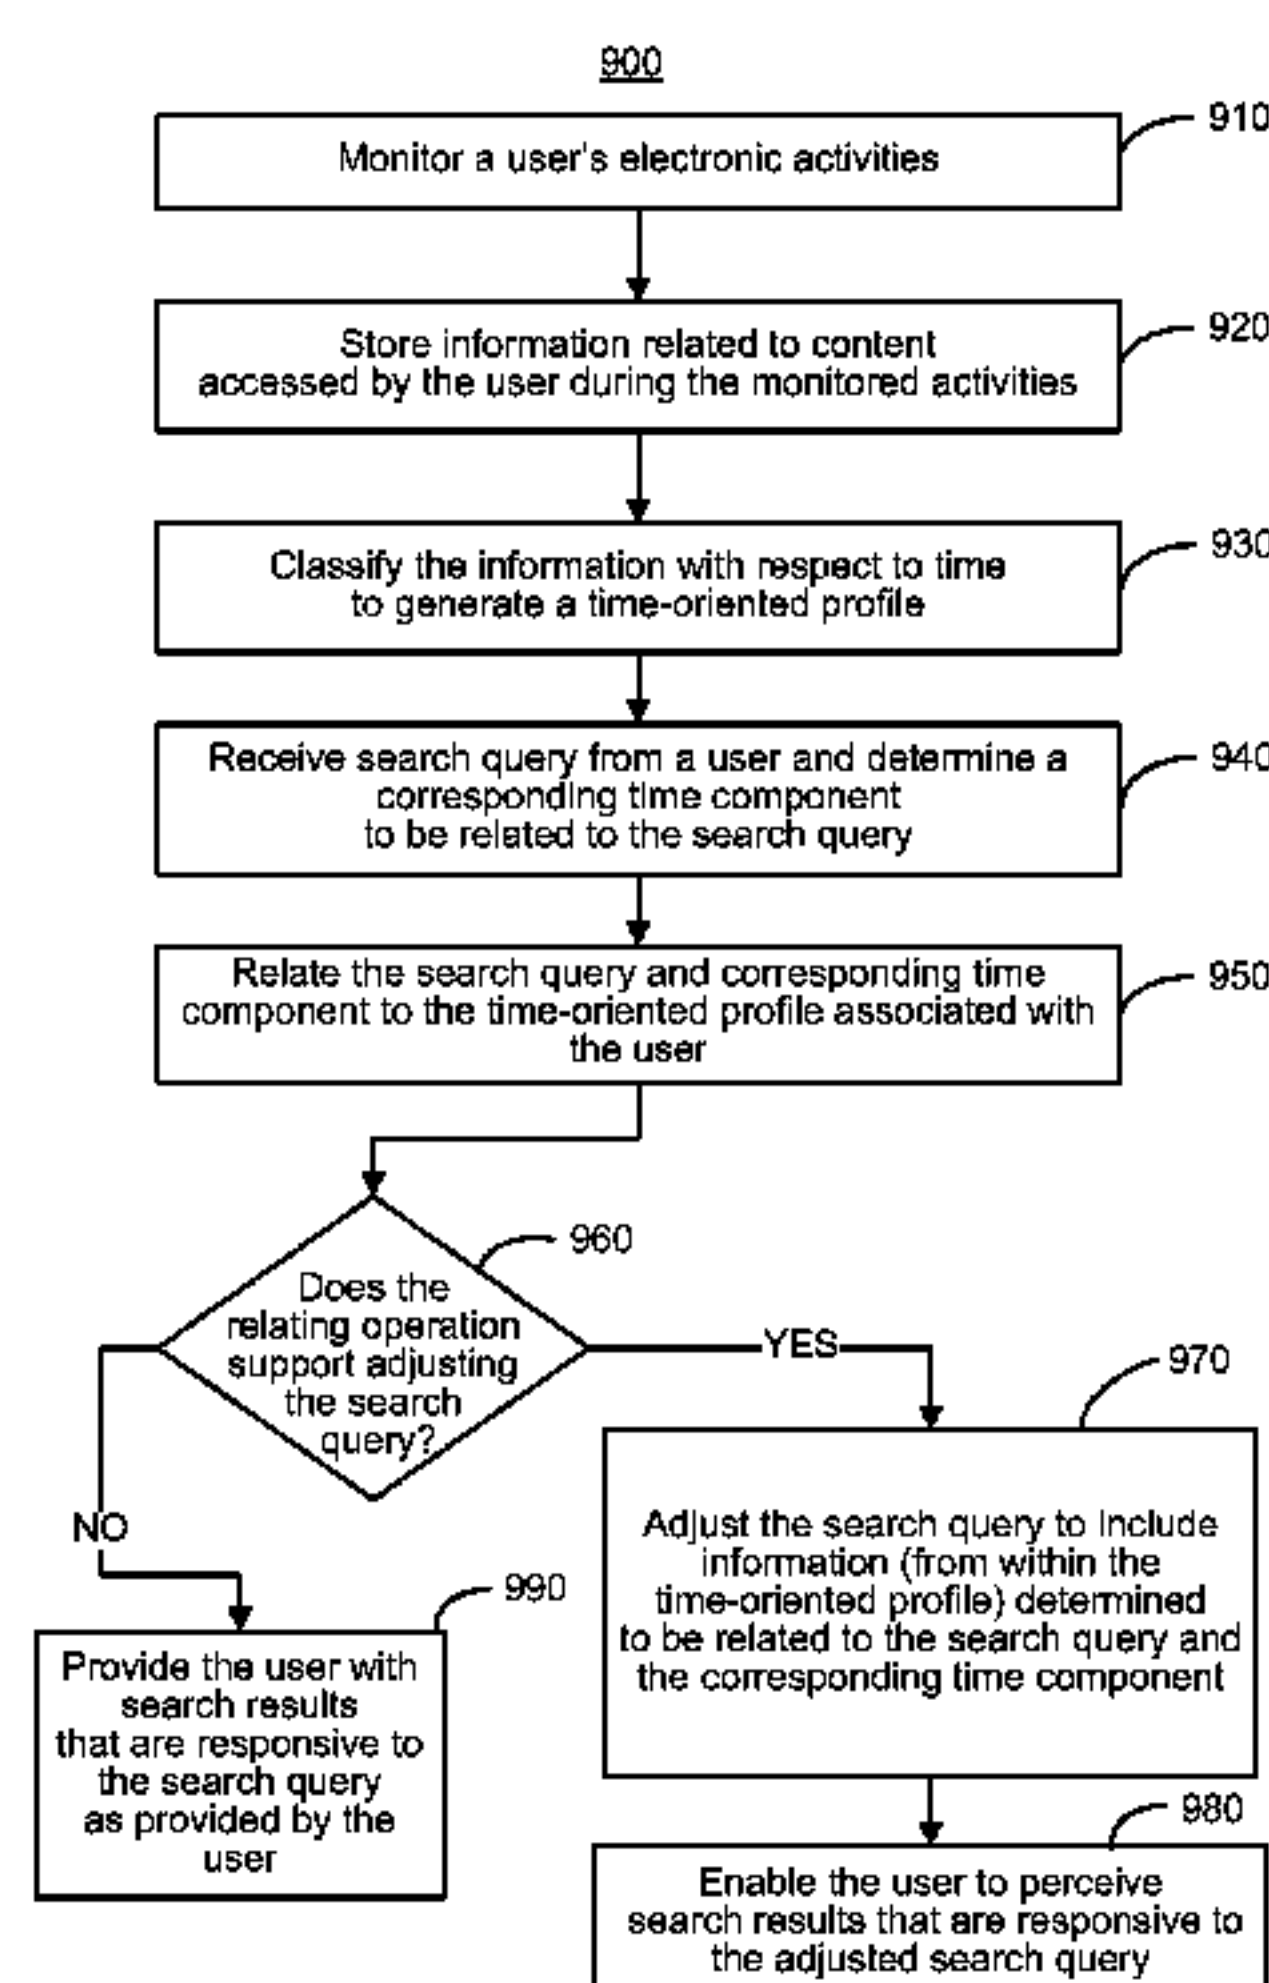 900
910
Monitor a user's electronic activities
920
Store information related to content
accessed by the user during the monitored activities
930
Classify the information with respect to time
to generate a time-oriented profile
940
Receive search query from a user and determine a
corresponding time component
to be related to the search query
950
Relate the search query and corresponding time
component to the time-oriented profile associated with
the user
960
Does the
relating operation
support adjusting
the search
query?
YES
NO
970
Adjust the search query to include
information (from within the
time-oriented profile) determined
to be related to the search query and
the corresponding time component
990
Provide the user with
search results
that are responsive to
the search query
as provided by the
user
980
Enable the user to perceive
search results that are responsive to
the adjusted search query